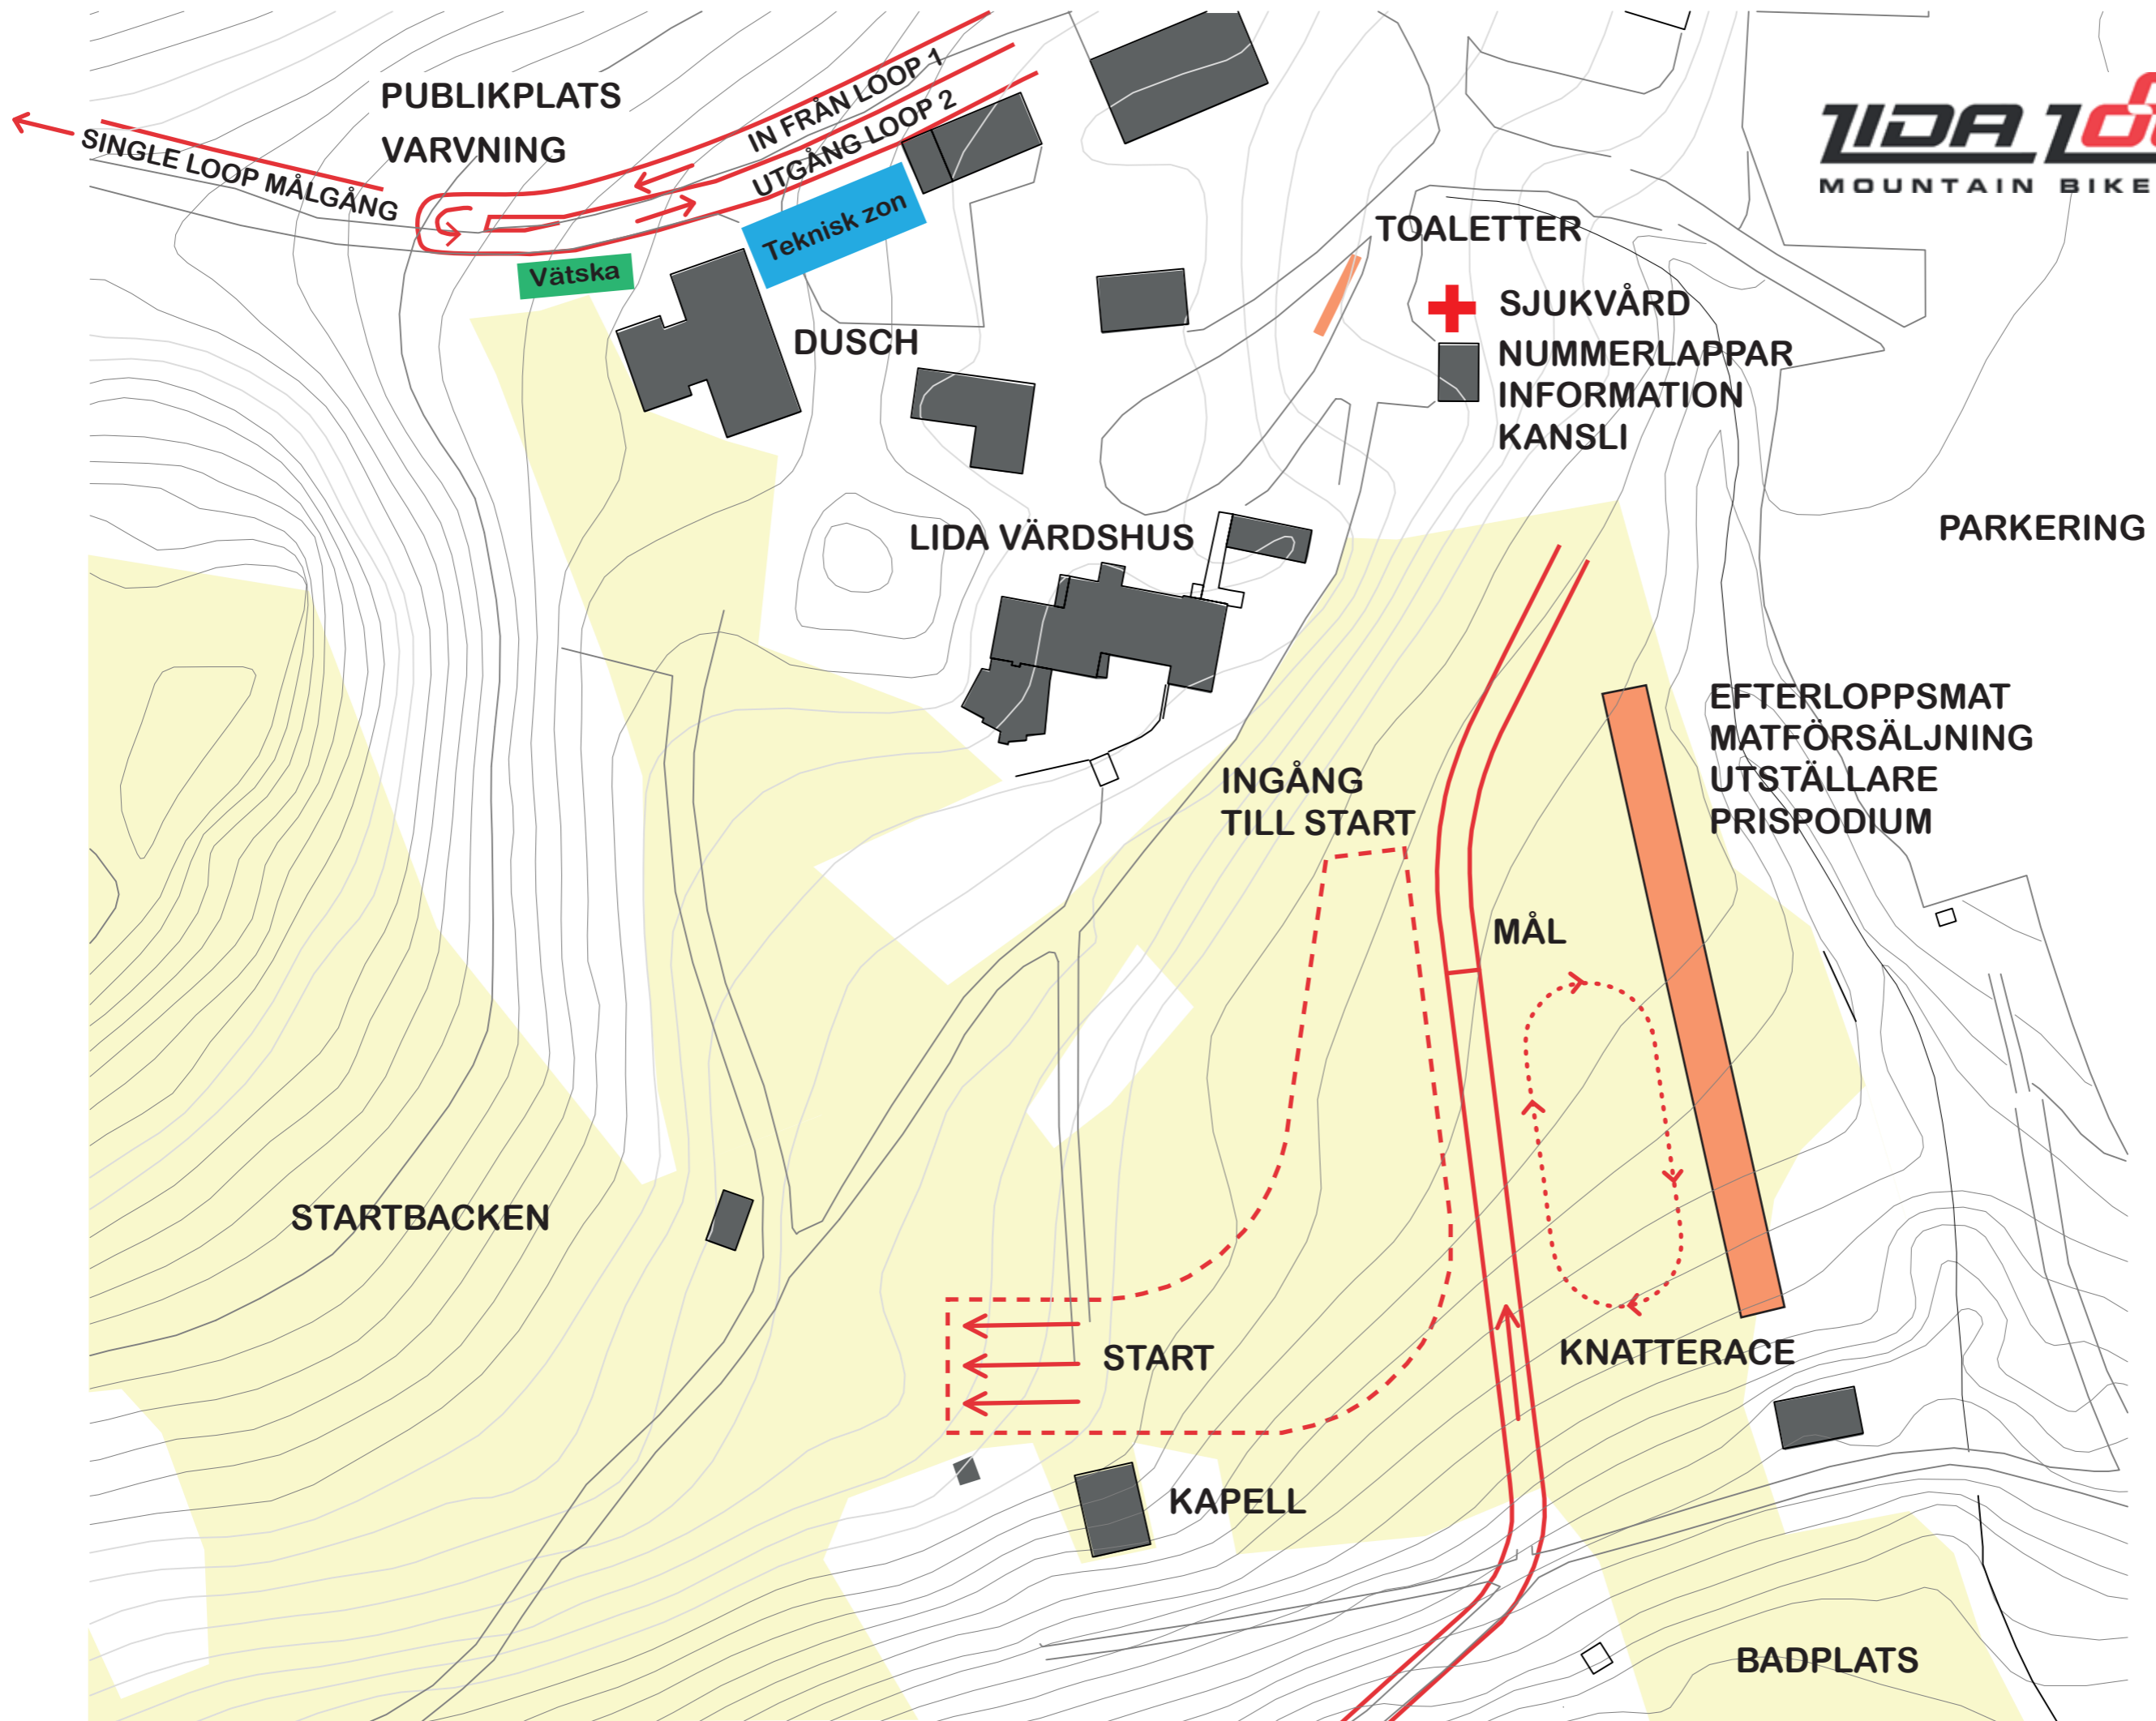 PUBLIKPLATS
VARVNING
IN FRÅN LOOP 1
UTGÅNG LOOP 2
SINGLE LOOP MÅLGÅNG
Teknisk zon
Vätska
LIDA
MOUNTAIN BIKE
TOALETTER
SJUKVÅRD
NUMMERLAPPAR
INFORMATION
KANSLI
DUSCH
LIDA VÄRDSHUS
PARKERING
EFTERLOPPSMAT
MATFÖRSÄLJNING
UTSTÄLLARE
PRISPODIUM
INGÅNG
TILL START
MÅL
STARTBACKEN
START
KNATTERACE
KAPELL
BADPLATS